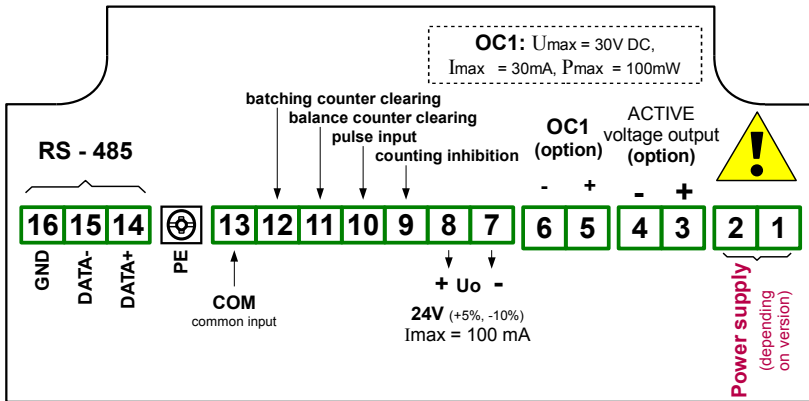 OC1: Umax = 30V DC,
Imax = 30mA, Pmax = 100mW
batching counter clearing
balance counter clearing
pulse input
counting inhibition
RS - 485
OC1
(option)
ACTIVE
voltage output
(option)
- +
- +
16 15 14 PE 13 12 11 10 9 8 7 6 5 4 3 2 1
GND
DATA-
DATA+
COM
common input
+ Uo -
24V (+5%, -10%)
Imax = 100 mA
Power supply
(depending
on version)